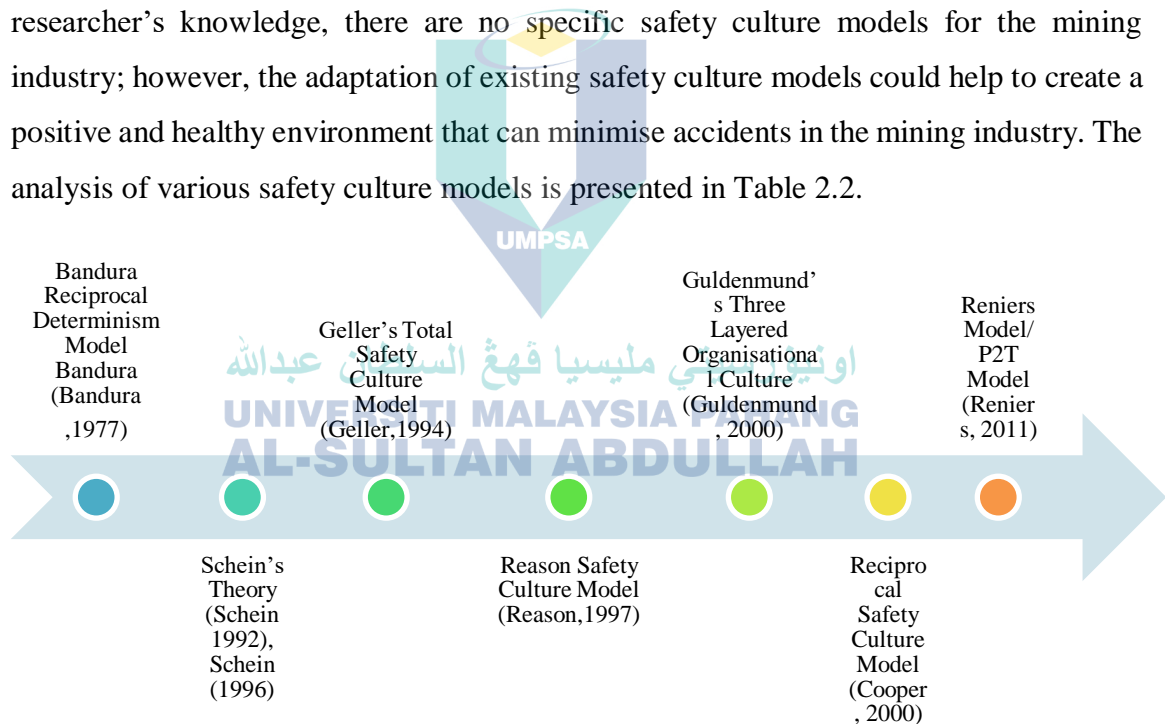 researcher’s knowledge, there are no specific safety culture models for the mining
industry; however, the adaptation of existing safety culture models could help to create a
positive and healthy environment that can minimise accidents in the mining industry. The
analysis of various safety culture models is presented in Table 2.2.
UMPSA
Bandura
Reciprocal
Determinism
Model
Bandura
(Bandura
,1977)
Geller’s Total
Safety
Culture
Model
(Geller,1994)
Guldenmund’
s Three
Layered
Organisationa
l Culture
(Guldenmund
, 2000)
Reniers
Model/
P2T
Model
(Renier
s, 2011)
اونيۏرسيتي مليسيا ڤهڠ السلطان عبدالله
UNIVERSITI MALAYSIA PAHANG
AL-SULTAN ABDULLAH
Schein’s
Theory
(Schein
1992),
Schein
(1996)
Reason Safety
Culture Model
(Reason,1997)
Recipro
cal
Safety
Culture
Model
(Cooper
, 2000)